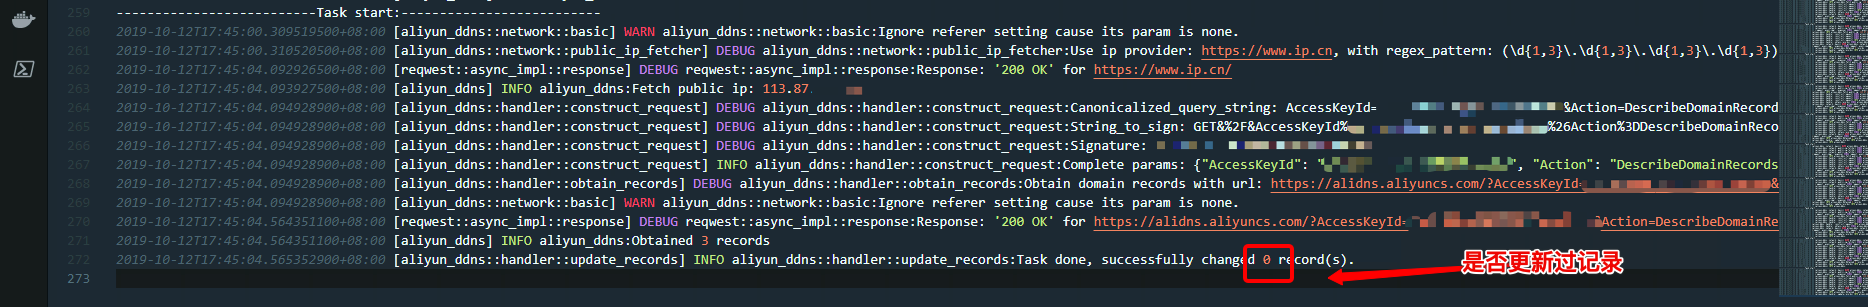 259 --------------------------Task start:--------------------------
260 2019-10-12T17:45:00.309519500+08:00 [aliyun_ddns::network::basic] WARN aliyun_ddns::network::basic:Ignore referer setting cause its param is none.
261 2019-10-12T17:45:00.310520500+08:00 [aliyun_ddns::network::public_ip_fetcher] DEBUG aliyun_ddns::network::public_ip_fetcher:Use ip provider: https://www.ip.cn, with regex_pattern: (\d{1,3}\.\d{1,3}\.\d{1,3}\.\d{1,3})
262 2019-10-12T17:45:04.092926500+08:00 [reqwest::async_impl::response] DEBUG reqwest::async_impl::response:Response: '200 OK' for https://www.ip.cn/
263 2019-10-12T17:45:04.093927500+08:00 [aliyun_ddns] INFO aliyun_ddns:Fetch public ip: 113.87.
264 2019-10-12T17:45:04.094928900+08:00 [aliyun_ddns::handler::construct_request] DEBUG aliyun_ddns::handler::construct_request:Canonicalized_query_string: AccessKeyId= &Action=DescribeDomainRecord
265 2019-10-12T17:45:04.094928900+08:00 [aliyun_ddns::handler::construct_request] DEBUG aliyun_ddns::handler::construct_request:String_to_sign: GET&%2F&AccessKeyId% %26Action%3DDescribeDomainReco
266 2019-10-12T17:45:04.094928900+08:00 [aliyun_ddns::handler::construct_request] DEBUG aliyun_ddns::handler::construct_request:Signature:
267 2019-10-12T17:45:04.094928900+08:00 [aliyun_ddns::handler::construct_request] INFO aliyun_ddns::handler::construct_request:Complete params: {"AccessKeyId": " ", "Action": "DescribeDomainRecords
268 2019-10-12T17:45:04.094928900+08:00 [aliyun_ddns::handler::obtain_records] DEBUG aliyun_ddns::handler::obtain_records:Obtain domain records with url: https://alidns.aliyuncs.com/?AccessKeyId= &
269 2019-10-12T17:45:04.094928900+08:00 [aliyun_ddns::network::basic] WARN aliyun_ddns::network::basic:Ignore referer setting cause its param is none.
270 2019-10-12T17:45:04.564351100+08:00 [reqwest::async_impl::response] DEBUG reqwest::async_impl::response:Response: '200 OK' for https://alidns.aliyuncs.com/?AccessKeyId= ?Action=DescribeDomainRe
271 2019-10-12T17:45:04.564351100+08:00 [aliyun_ddns] INFO aliyun_ddns:Obtained 3 records
272 2019-10-12T17:45:04.565352900+08:00 [aliyun_ddns::handler::update_records] INFO aliyun_ddns::handler::update_records:Task done, successfully changed 0 record(s).
是否更新过记录
273